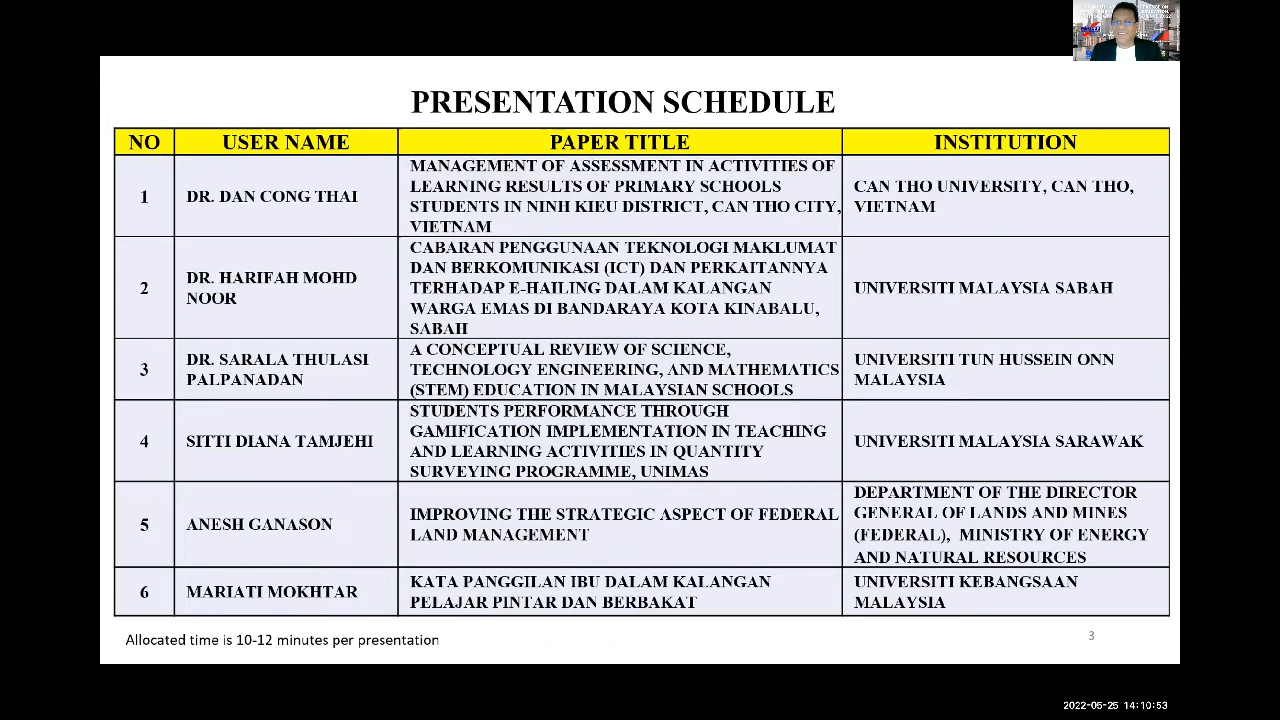 PRESENTATION SCHEDULE
NO
USER NAME
PAPER TITLE
INSTITUTION
1
DR. DAN CONG THAI
MANAGEMENT OF ASSESSMENT IN ACTIVITIES OF
LEARNING RESULTS OF PRIMARY SCHOOLS
STUDENTS IN NINH KIEU DISTRICT, CAN THO CITY,
VIETNAM
CAN THO UNIVERSITY, CAN THO,
VIETNAM
2
DR. HARIFAH MOHD
NOOR
CABARAN PENGGUNAAN TEKNOLOGI MAKLUMAT
DAN BERKOMUNIKASI (ICT) DAN PERKAITANNYA
TERHADAP E-HAILING DALAM KALANGAN
WARGA EMAS DI BANDARAYA KOTA KINABALU,
SABAH
UNIVERSITI MALAYSIA SABAH
3
DR. SARALA THULASI
PALPANADAN
A CONCEPTUAL REVIEW OF SCIENCE,
TECHNOLOGY ENGINEERING, AND MATHEMATICS
(STEM) EDUCATION IN MALAYSIAN SCHOOLS
UNIVERSITI TUN HUSSEIN ONN
MALAYSIA
4
SITTI DIANA TAMJEHI
STUDENTS PERFORMANCE THROUGH
GAMIFICATION IMPLEMENTATION IN TEACHING
AND LEARNING ACTIVITIES IN QUANTITY
SURVEYING PROGRAMME, UNIMAS
UNIVERSITI MALAYSIA SARAWAK
5
ANESH GANASON
IMPROVING THE STRATEGIC ASPECT OF FEDERAL
LAND MANAGEMENT
DEPARTMENT OF THE DIRECTOR
GENERAL OF LANDS AND MINES
(FEDERAL), MINISTRY OF ENERGY
AND NATURAL RESOURCES
6
MARIATI MOKHTAR
KATA PANGGILAN IBU DALAM KALANGAN
PELAJAR PINTAR DAN BERBAKAT
UNIVERSITI KEBANGSAAN
MALAYSIA
Allocated time is 10-12 minutes per presentation
3
2022-05-25 14:10:53